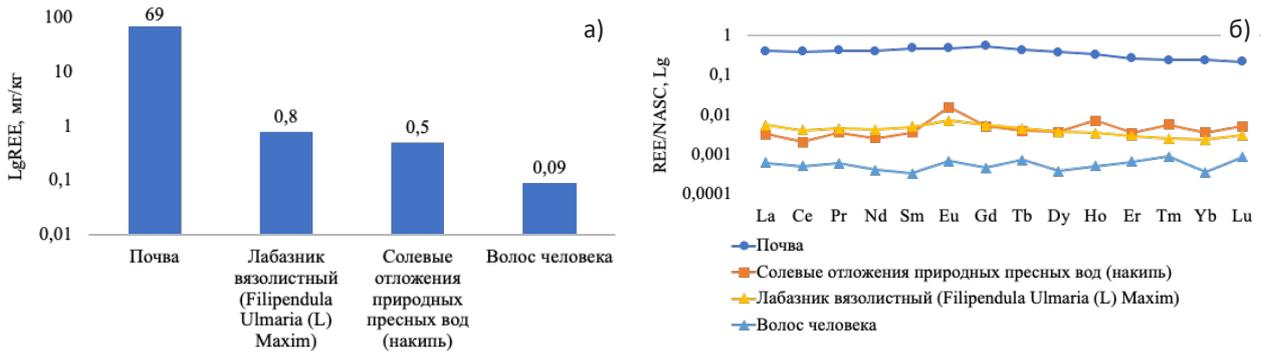 а)
LgREE, мг/кг
100
10
1
0,1
0,01
69
0,8
0,5
0,09
Почва
Лабазник
вязолистный
(Filipendula
Ulmaria (L)
Maxim)
Солевые
отложения
природных
пресных вод
(накипь)
Волос человека
б)
REE/NASC, Lg
1
0,1
0,01
0,001
0,0001
La Ce Pr Nd Sm Eu Gd Tb Dy Ho Er Tm Yb Lu
Почва
Солевые отложения природных пресных вод (накипь)
Лабазник вязолистный (Filipendula Ulmaria (L) Maxim)
Волос человека